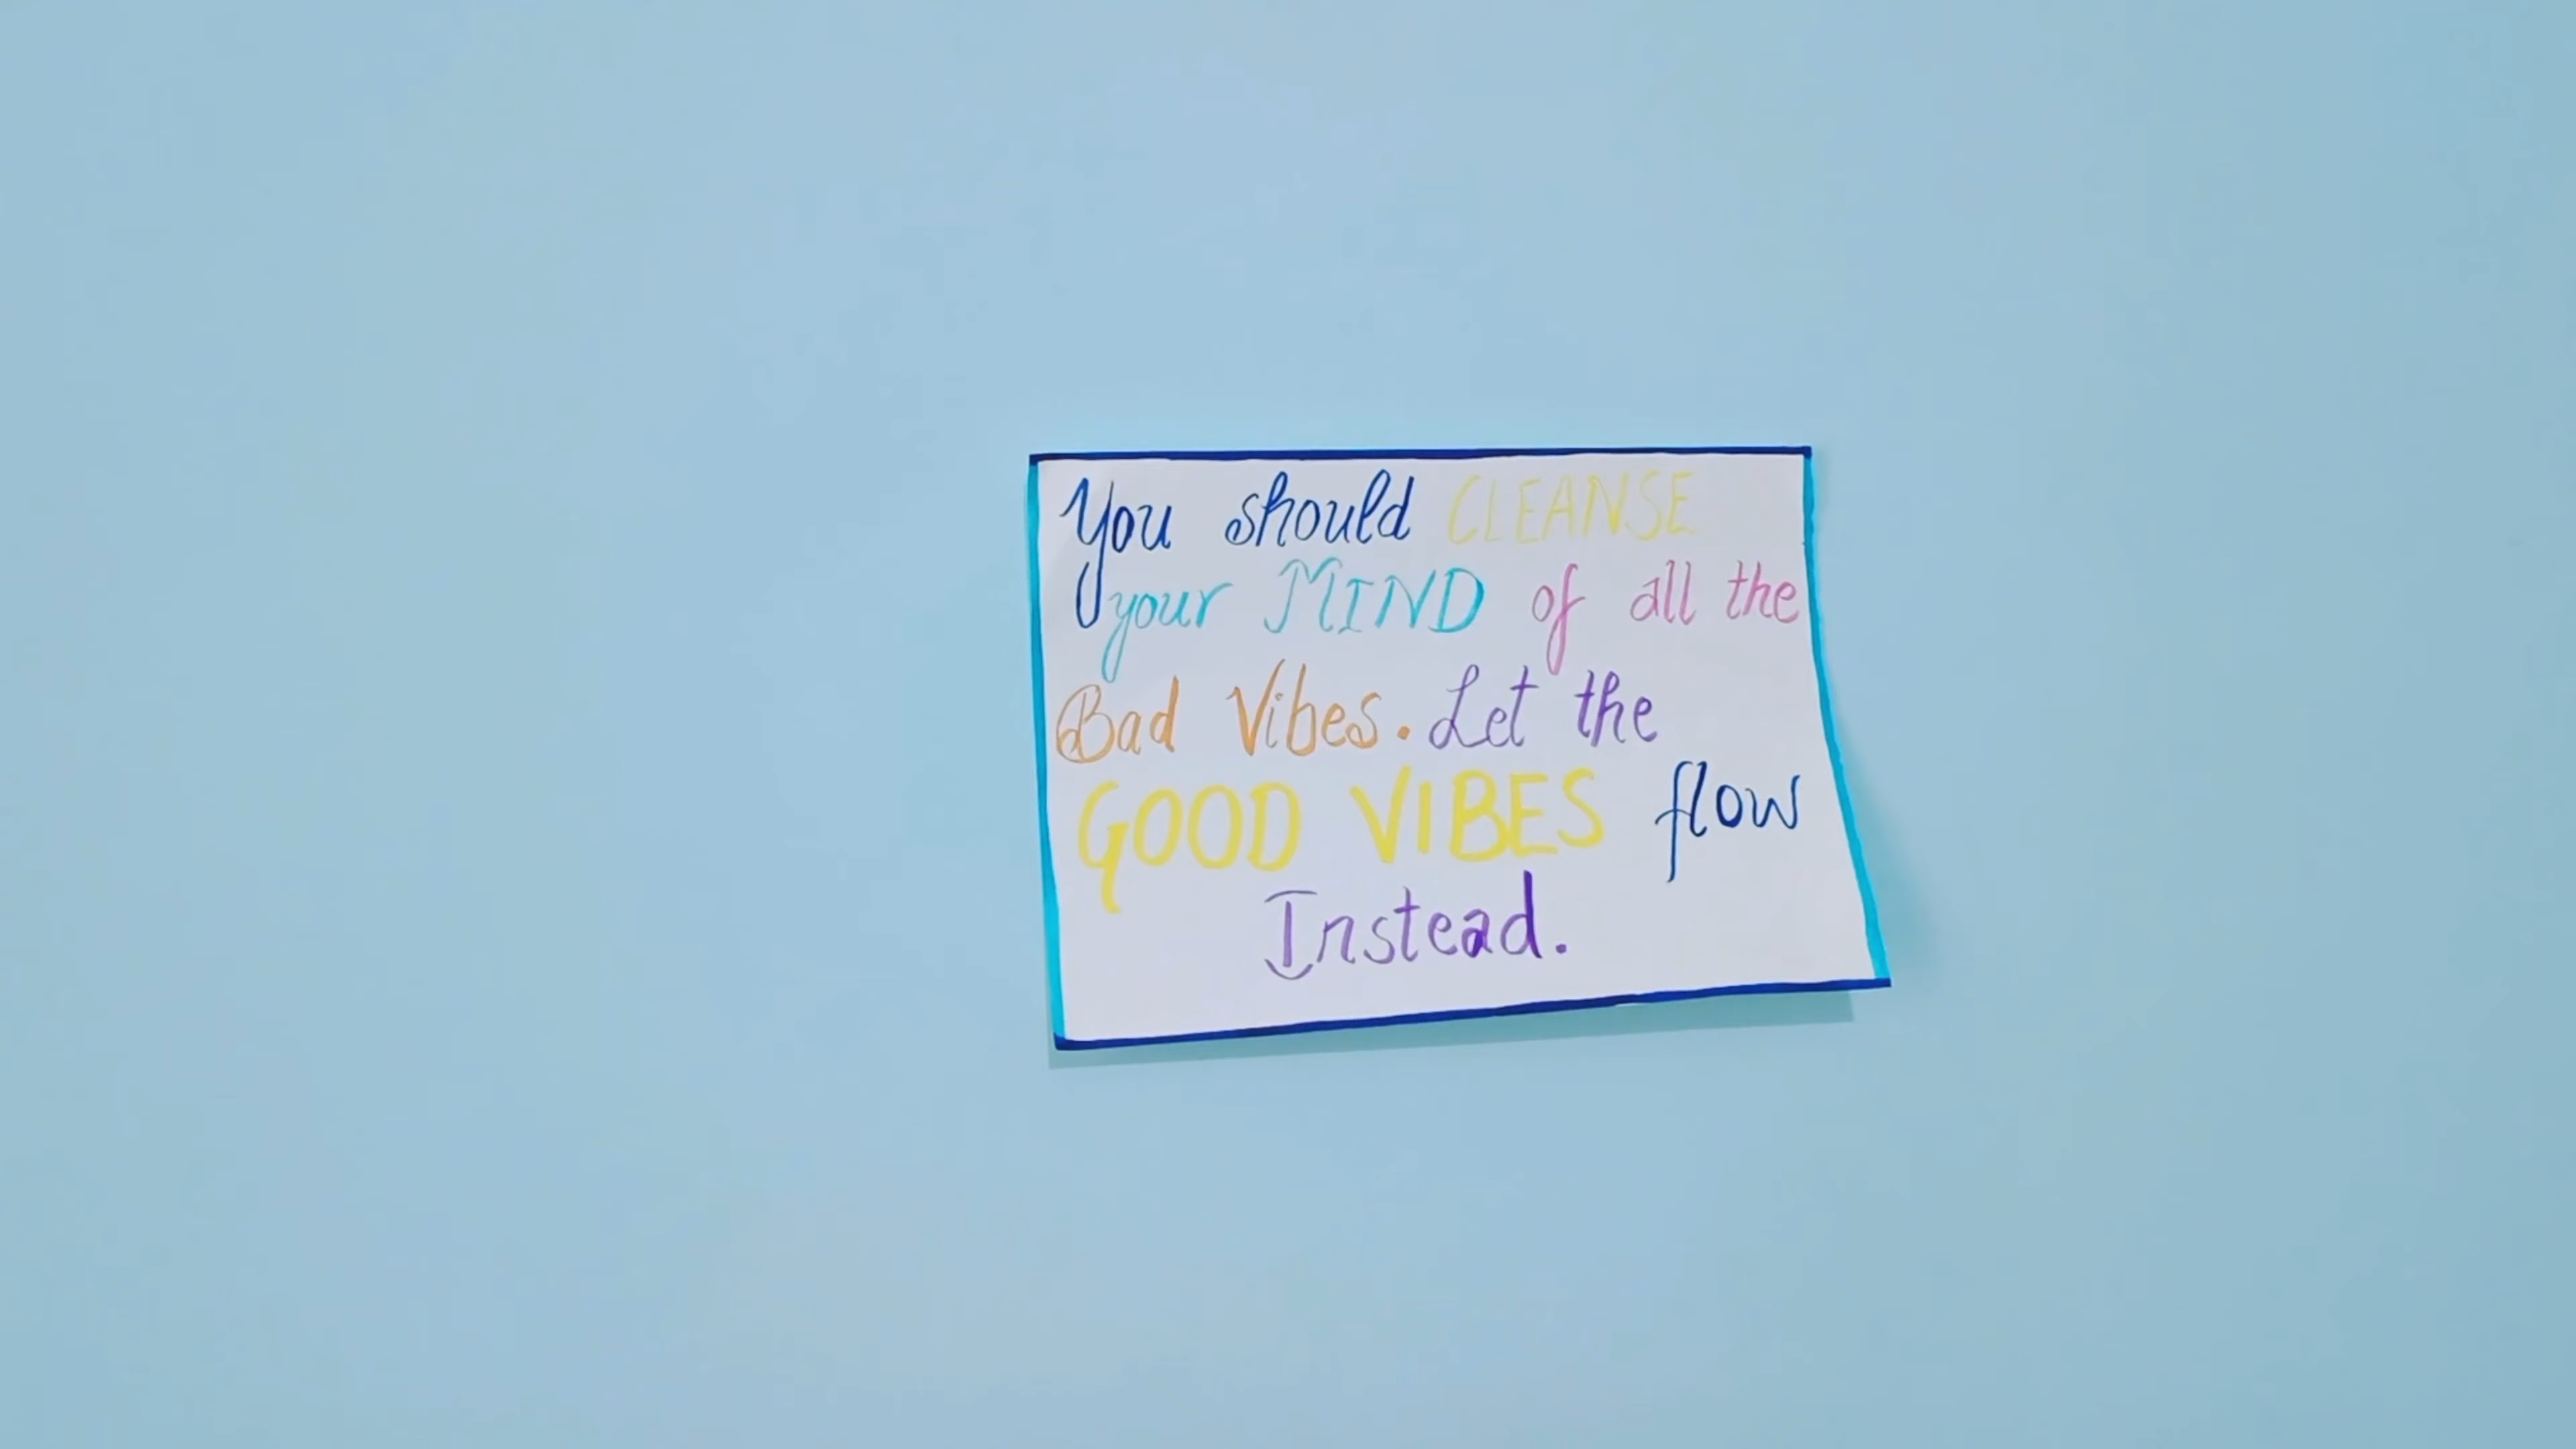 You should CLEANSE
your MIND of all the
Bad Vibes. Let the
GOOD VIBES flow
Instead.